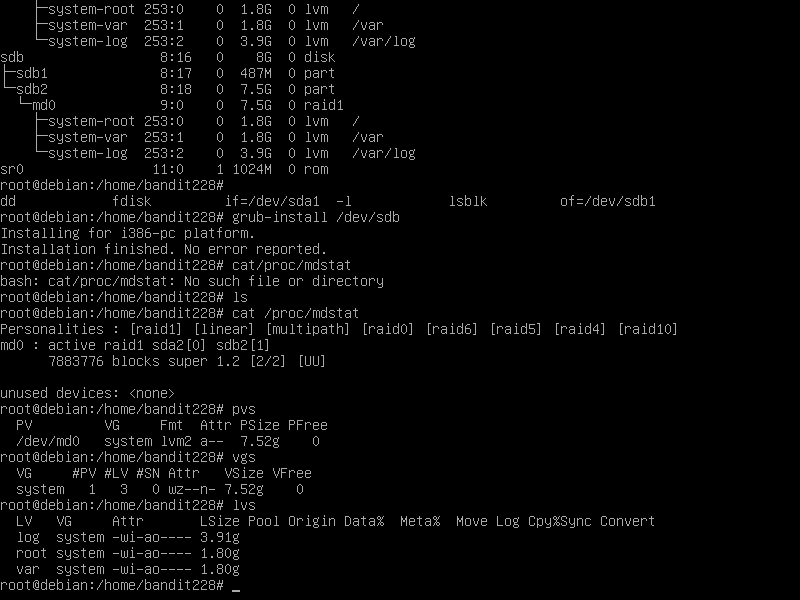 ├─system-root 253:0    0  1.8G  0 lvm   /
├─system-var  253:1    0  1.8G  0 lvm   /var
└─system-log  253:2    0  3.9G  0 lvm   /var/log
sdb                 8:16   0    8G  0 disk
├─sdb1              8:17   0  487M  0 part
└─sdb2              8:18   0  7.5G  0 part
  └─md0             9:0    0  7.5G  0 raid1
    ├─system-root 253:0    0  1.8G  0 lvm   /
    ├─system-var  253:1    0  1.8G  0 lvm   /var
    └─system-log  253:2    0  3.9G  0 lvm   /var/log
sr0                11:0    1 1024M  0 rom
root@debian:/home/bandit228#
dd            fdisk         if=/dev/sda1  -l            lsblk         of=/dev/sdb1
root@debian:/home/bandit228# grub-install /dev/sdb
Installing for i386-pc platform.
Installation finished. No error reported.
root@debian:/home/bandit228# cat/proc/mdstat
bash: cat/proc/mdstat: No such file or directory
root@debian:/home/bandit228# ls
root@debian:/home/bandit228# cat /proc/mdstat
Personalities : [raid1] [linear] [multipath] [raid0] [raid6] [raid5] [raid4] [raid10]
md0 : active raid1 sda2[0] sdb2[1]
      7883776 blocks super 1.2 [2/2] [UU]
unused devices: <none>
root@debian:/home/bandit228# pvs
  PV         VG     Fmt  Attr PSize PFree
  /dev/md0   system lvm2 a--  7.52g    0
root@debian:/home/bandit228# vgs
  VG     #PV #LV #SN Attr   VSize VFree
  system   1   3   0 wz--n- 7.52g    0
root@debian:/home/bandit228# lvs
  LV   VG     Attr       LSize Pool Origin Data%  Meta%  Move Log Cpy%Sync Convert
  log  system -wi-ao---- 3.91g
  root system -wi-ao---- 1.80g
  var  system -wi-ao---- 1.80g
root@debian:/home/bandit228# _